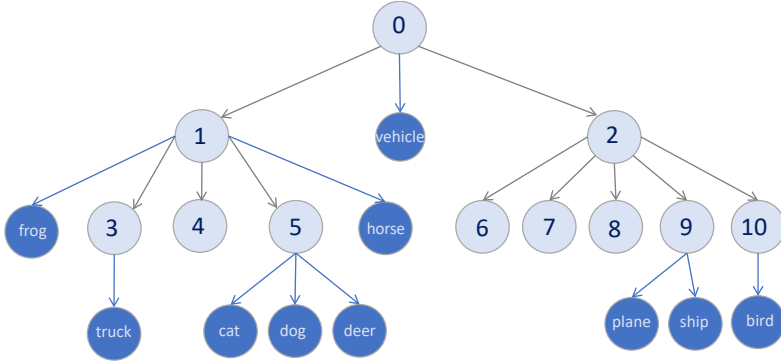 0
1
vehicle
2
frog
3
4
5
horse
6
7
8
9
10
truck
cat
dog
deer
plane
ship
bird